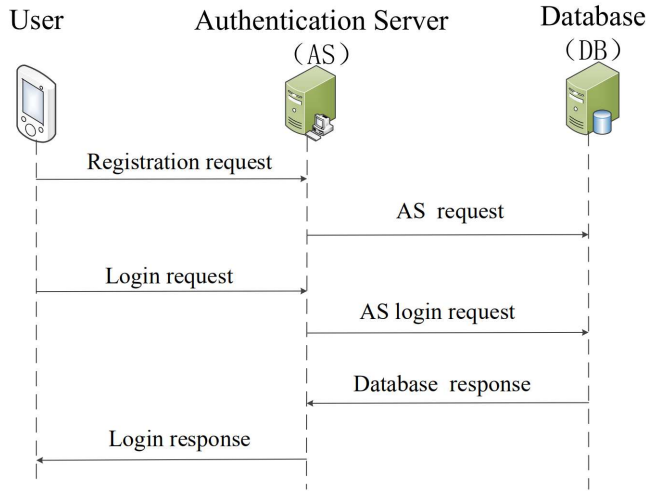 User
Authentication Server
(AS)
Database
(DB)
Registration request
AS request
Login request
AS login request
Database response
Login response